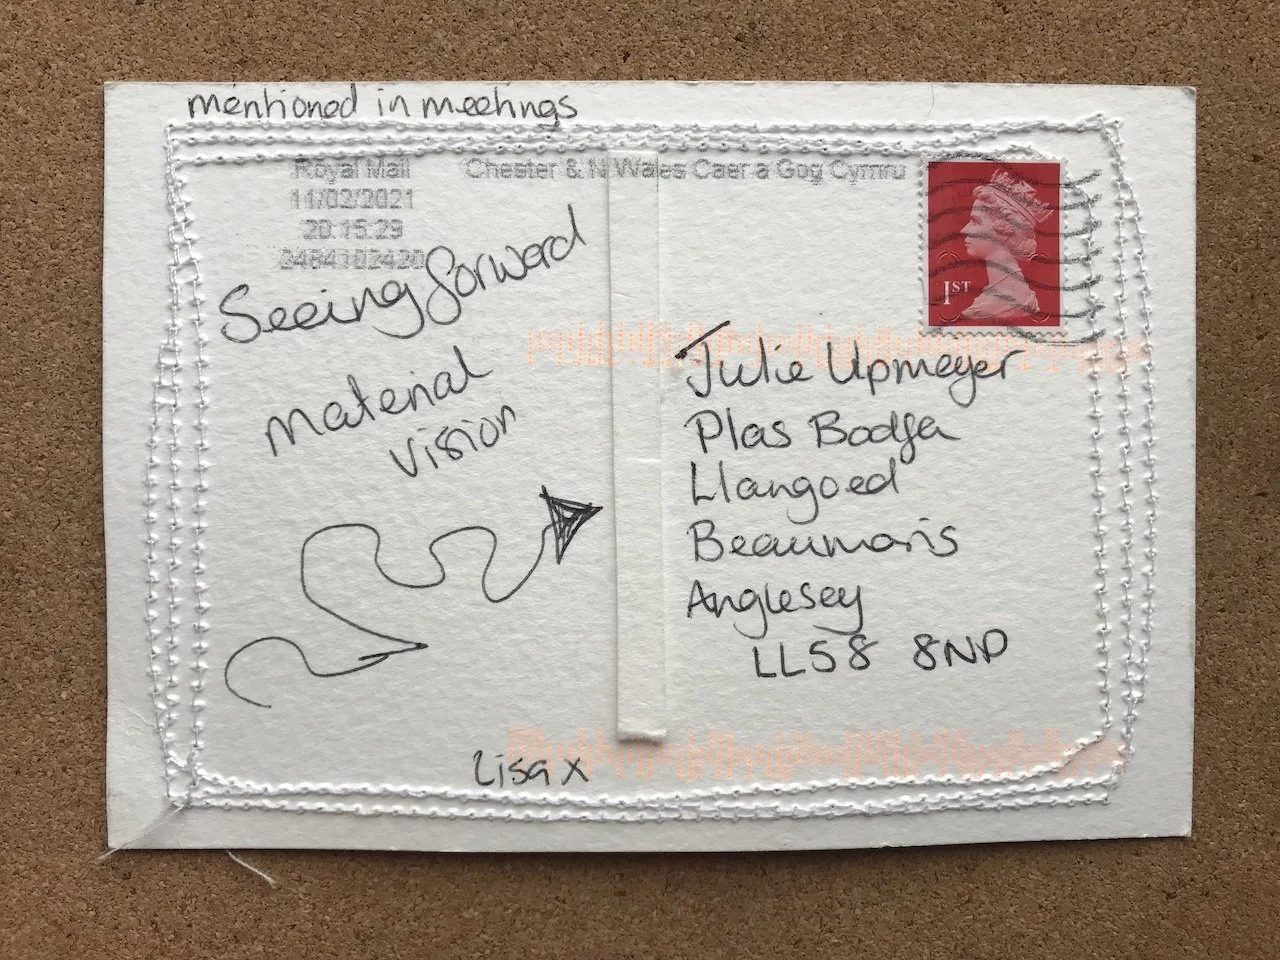 mentioned in meetings
Royal Mail Chester & N Wales Caer a Gog Cymru
11/02/2021
20:15:29
Seeing forward
material
vision
1ST
Julie Upmeyer
Plas Bodfa
Llangoed
Beaumaris
Anglesey
LL58 8ND
Lisa x